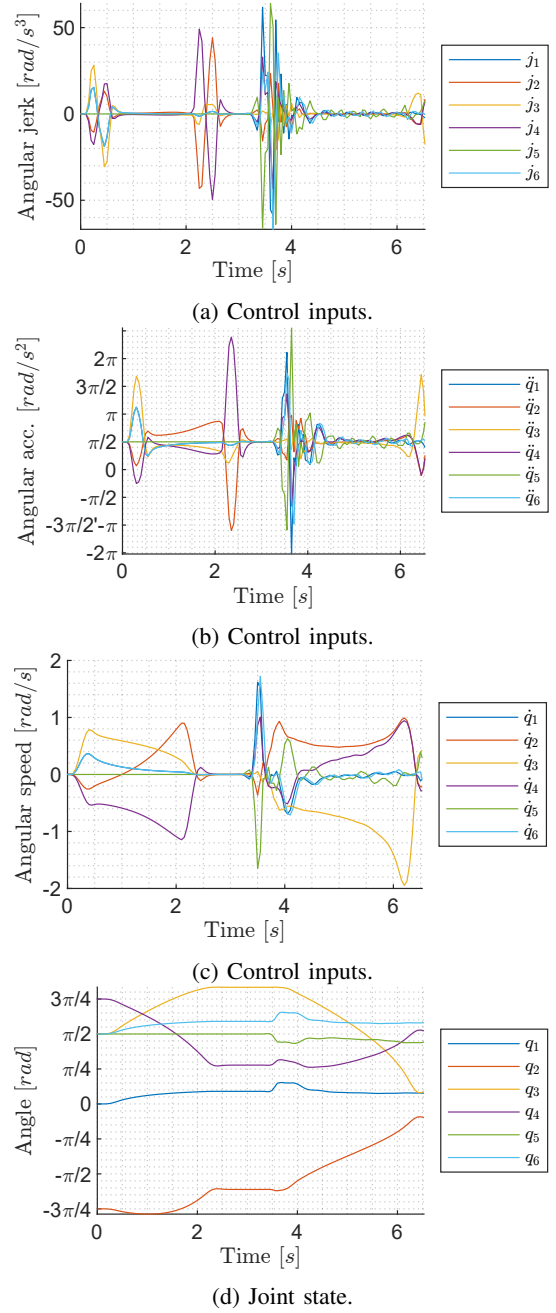 Angular jerk [rad/s³]
50
0
-50
0 2 4 6
Time [s]
j₁
j₂
j₃
j₄
j₅
j₆
(a) Control inputs.
Angular acc. [rad/s²]
2π
3π/2
π
π/2
0
-π/2
-3π/2'-π
-2π
0 2 4 6
Time [s]
q̈₁
q̈₂
q̈₃
q̈₄
q̈₅
q̈₆
(b) Control inputs.
Angular speed [rad/s]
2
1
0
-1
-2
0 2 4 6
Time [s]
q̇₁
q̇₂
q̇₃
q̇₄
q̇₅
q̇₆
(c) Control inputs.
Angle [rad]
3π/4
π/2
π/4
0
-π/4
-π/2
-3π/4
0 2 4 6
Time [s]
q₁
q₂
q₃
q₄
q₅
q₆
(d) Joint state.